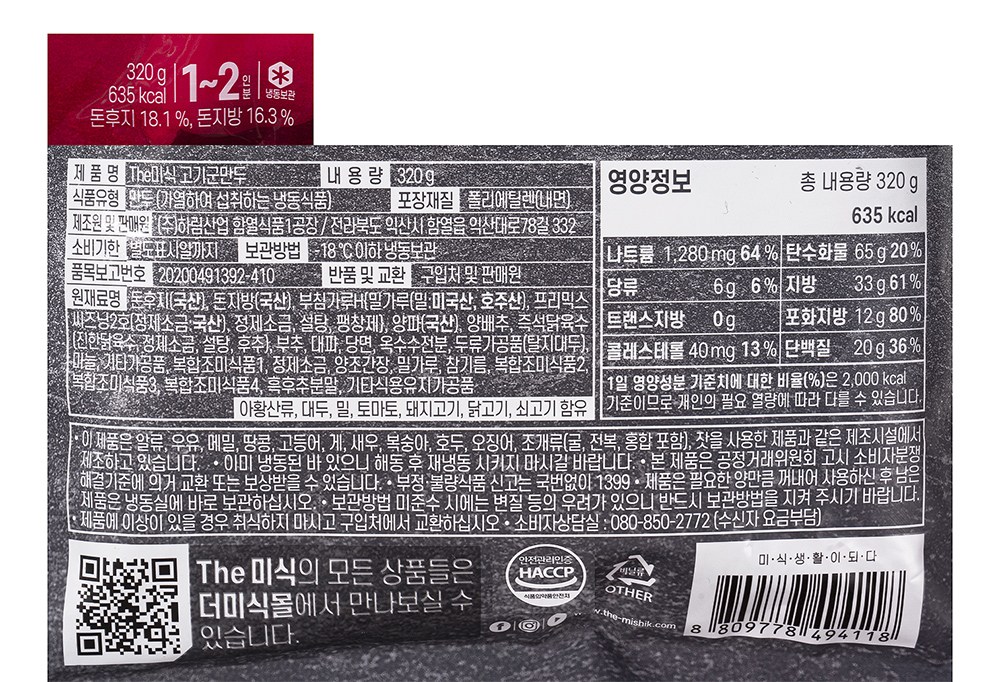 320 g
635 kcal
1~2인분
냉동보관
돈후지 18.1 %, 돈지방 16.3 %
제 품 명 The미식 고기군만두 내 용 량 320 g
식품유형 만두(가열하여 섭취하는 냉동식품) 포장재질 폴리에틸렌(내면)
제조원 및 판매원 (주)하림산업 함열식품1공장 / 전라북도 익산시 함열읍 익산대로78길 332
소비기한 별도표시일까지 보관방법 -18 ℃ 이하 냉동보관
품목보고번호 20200491392-410 반품 및 교환 구입처 및 판매원
원재료명 돈후지(국산), 돈지방(국산), 부침가루H[밀가루(밀:미국산, 호주산), 프리믹스
씨즈닝2호(정제소금:국산), 정제소금, 설탕, 팽창제], 양파(국산), 양배추, 즉석닭육수
(진한닭육수, 정제소금, 설탕, 후추), 부추, 대파, 당면, 옥수수전분, 두류가공품(탈지대두),
마늘, 기타가공품, 복합조미식품1, 정제소금, 양조간장, 밀가루, 참기름, 복합조미식품2,
복합조미식품3, 복합조미식품4, 흑후추분말, 기타식용유지가공품
아황산류, 대두, 밀, 토마토, 돼지고기, 닭고기, 쇠고기 함유
영양정보 총 내용량 320 g
635 kcal
나트륨 1,280 mg 64 % 탄수화물 65 g 20 %
당류 6 g 6 % 지방 33 g 61 %
트랜스지방 0 g 포화지방 12 g 80 %
콜레스테롤 40 mg 13 % 단백질 20 g 36 %
1일 영양성분 기준치에 대한 비율(%)은 2,000 kcal
기준이므로 개인의 필요 열량에 따라 다를 수 있습니다.
• 이 제품은 알류, 우유, 메밀, 땅콩, 고등어, 게, 새우, 복숭아, 호두, 오징어, 조개류(굴, 전복, 홍합 포함), 잣을 사용한 제품과 같은 제조시설에서
제조하고 있습니다. • 이미 냉동된 바 있으니 해동 후 재냉동 시키지 마시길 바랍니다. • 본 제품은 공정거래위원회 고시 소비자분쟁
해결기준에 의거 교환 또는 보상받을 수 있습니다. • 부정·불량식품 신고는 국번없이 1399 • 제품은 필요한 양만큼 꺼내어 사용하신 후 남은
제품은 냉동실에 바로 보관하십시오. • 보관방법 미준수 시에는 변질 등의 우려가 있으니 반드시 보관방법을 지켜 주시기 바랍니다.
• 제품에 이상이 있을 경우 취식하지 마시고 구입처에서 교환하십시오 • 소비자상담실 : 080-850-2772 (수신자 요금부담)
The 미식의 모든 상품들은
더미식몰에서 만나보실 수
있습니다.
안전관리인증
HACCP
식품의약품안전처
비닐류
OTHER
www.the-mishik.com
미·식·생·활·이·되·다
8 809778 494118